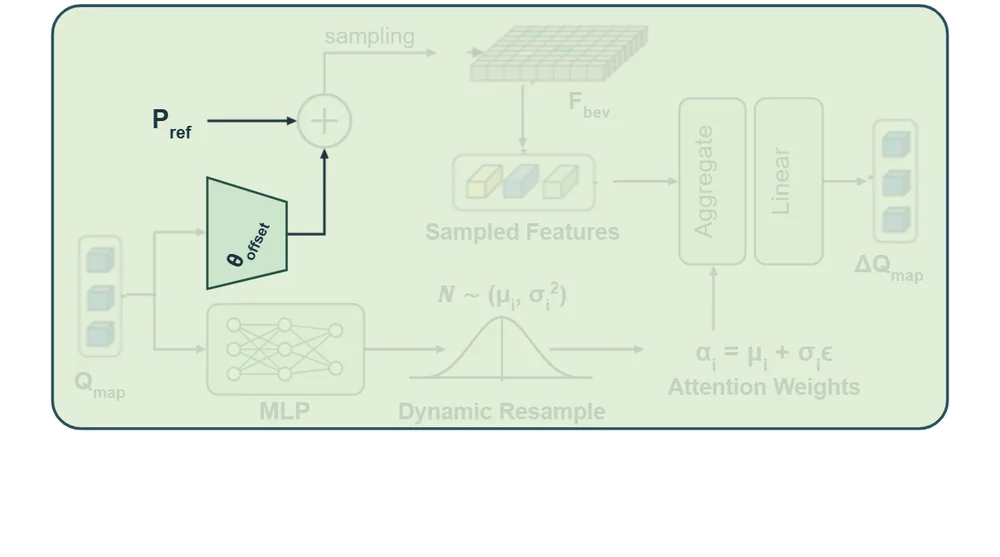 sampling
P_ref
F_bev
θ_offset
Aggregate
Linear
Sampled Features
ΔQ_map
N ~ (μ_i, σ_i^2)
α_i = μ_i + σ_iϵ
Attention Weights
Q_map
MLP
Dynamic Resample